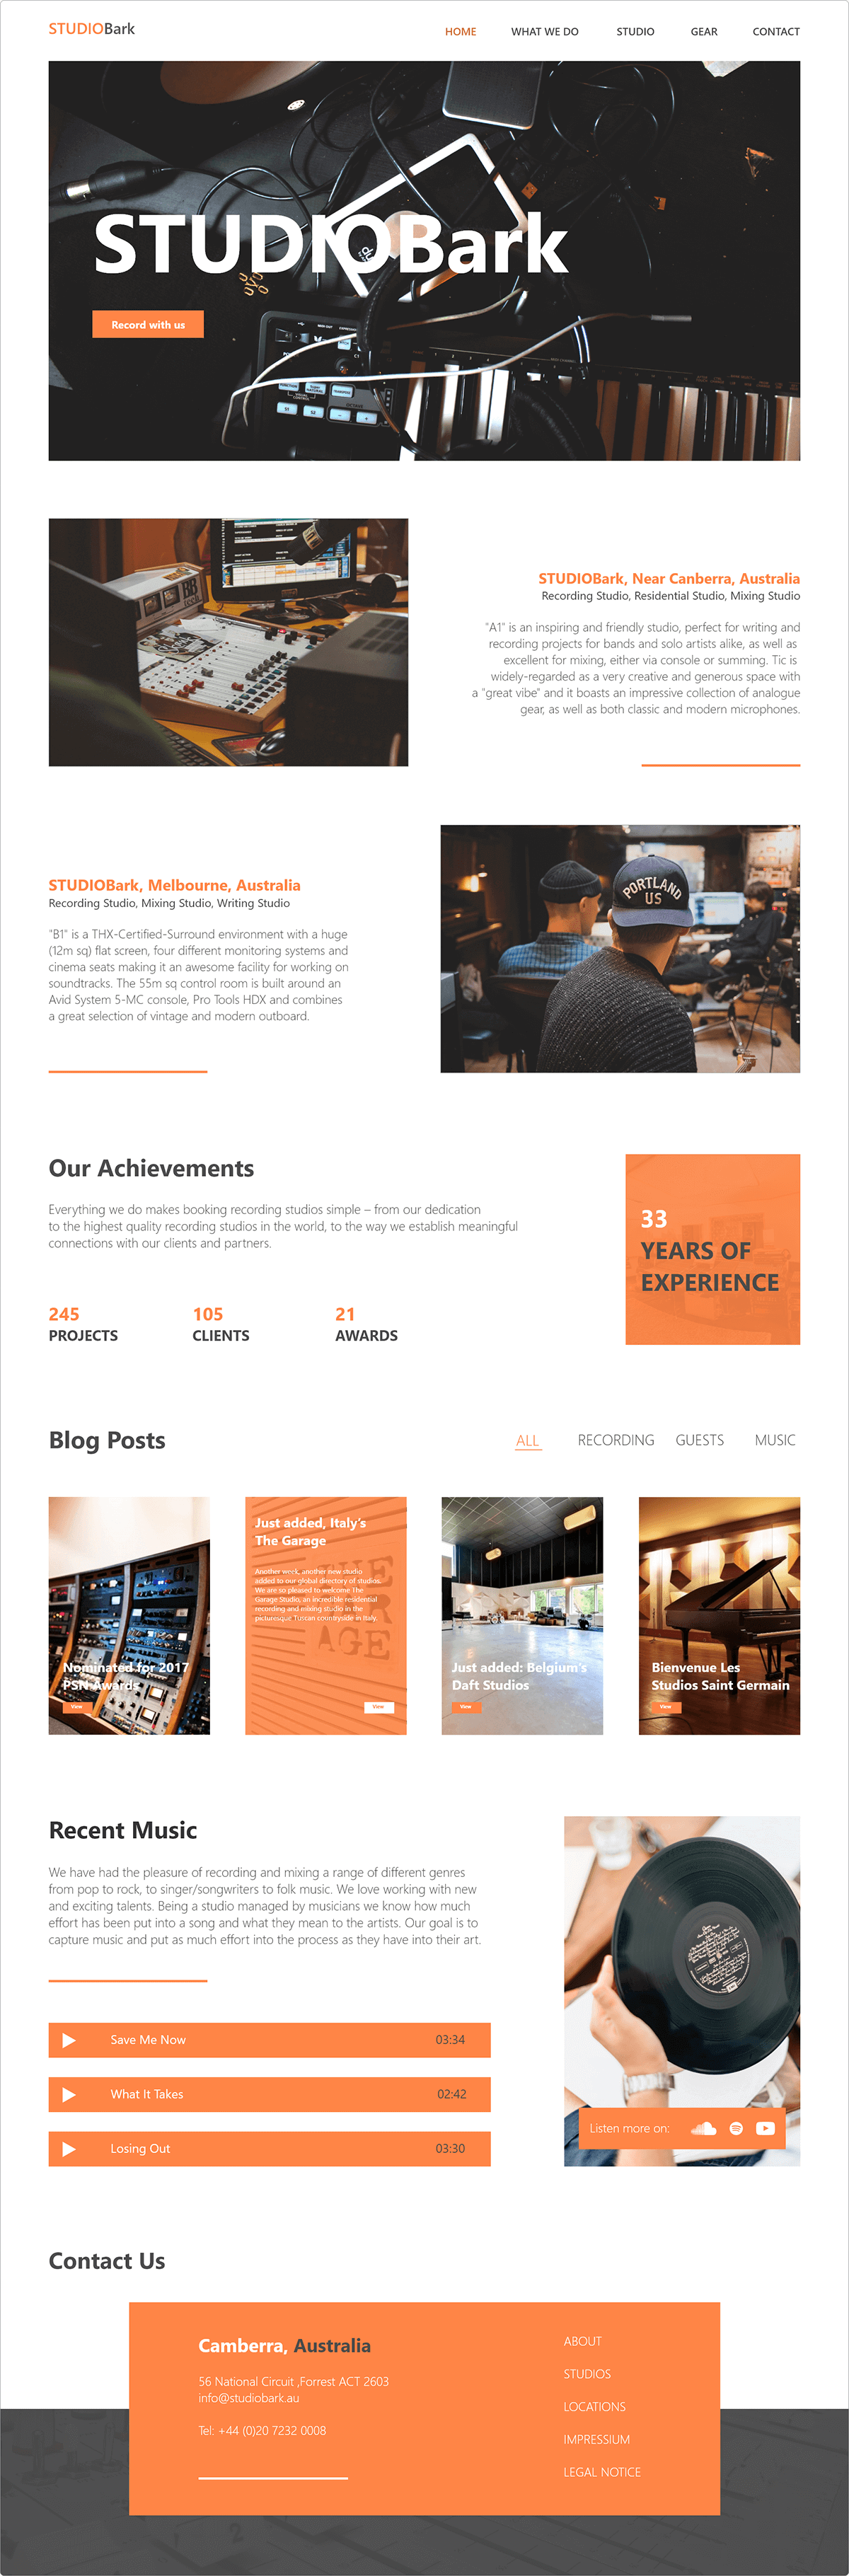 STUDIOBark
HOME WHAT WE DO STUDIO GEAR CONTACT
STUDIOBark
Record with us
STUDIOBark, Near Canberra, Australia
Recording Studio, Residential Studio, Mixing Studio
"A1" is an inspiring and friendly studio, perfect for writing and
recording projects for bands and solo artists alike, as well as
excellent for mixing, either via console or summing. Tic is
widely-regarded as a very creative and generous space with
a "great vibe" and it boasts an impressive collection of analogue
gear, as well as both classic and modern microphones.
STUDIOBark, Melbourne, Australia
Recording Studio, Mixing Studio, Writing Studio
"B1" is a THX-Certified-Surround environment with a huge
(12m sq) flat screen, four different monitoring systems and
cinema seats making it an awesome facility for working on
soundtracks. The 55m sq control room is built around an
Avid System 5-MC console, Pro Tools HDX and combines
a great selection of vintage and modern outboard.
PORTLAND
US
Our Achievements
Everything we do makes booking recording studios simple – from our dedication
to the highest quality recording studios in the world, to the way we establish meaningful
connections with our clients and partners.
245 105 21
PROJECTS CLIENTS AWARDS
33
YEARS OF
EXPERIENCE
Blog Posts
ALL RECORDING GUESTS MUSIC
Nominated for 2017
PSN Awards
View
Just added, Italy's
The Garage
Another week, another new studio
added to our global directory of studios.
We are so pleased to welcome The
Garage Studio, an incredible residential
recording and mixing studio in the
picturesque Tuscan countryside in Italy.
View
Just added: Belgium's
Daft Studios
View
Bienvenue Les
Studios Saint Germain
View
Recent Music
We have had the pleasure of recording and mixing a range of different genres
from pop to rock, to singer/songwriters to folk music. We love working with new
and exciting talents. Being a studio managed by musicians we know how much
effort has been put into a song and what they mean to the artists. Our goal is to
capture music and put as much effort into the process as they have into their art.
Save Me Now 03:34
What It Takes 02:42
Losing Out 03:30
Listen more on:
Contact Us
Camberra, Australia
56 National Circuit ,Forrest ACT 2603
info@studiobark.au
Tel: +44 (0)20 7232 0008
ABOUT
STUDIOS
LOCATIONS
IMPRESSIUM
LEGAL NOTICE